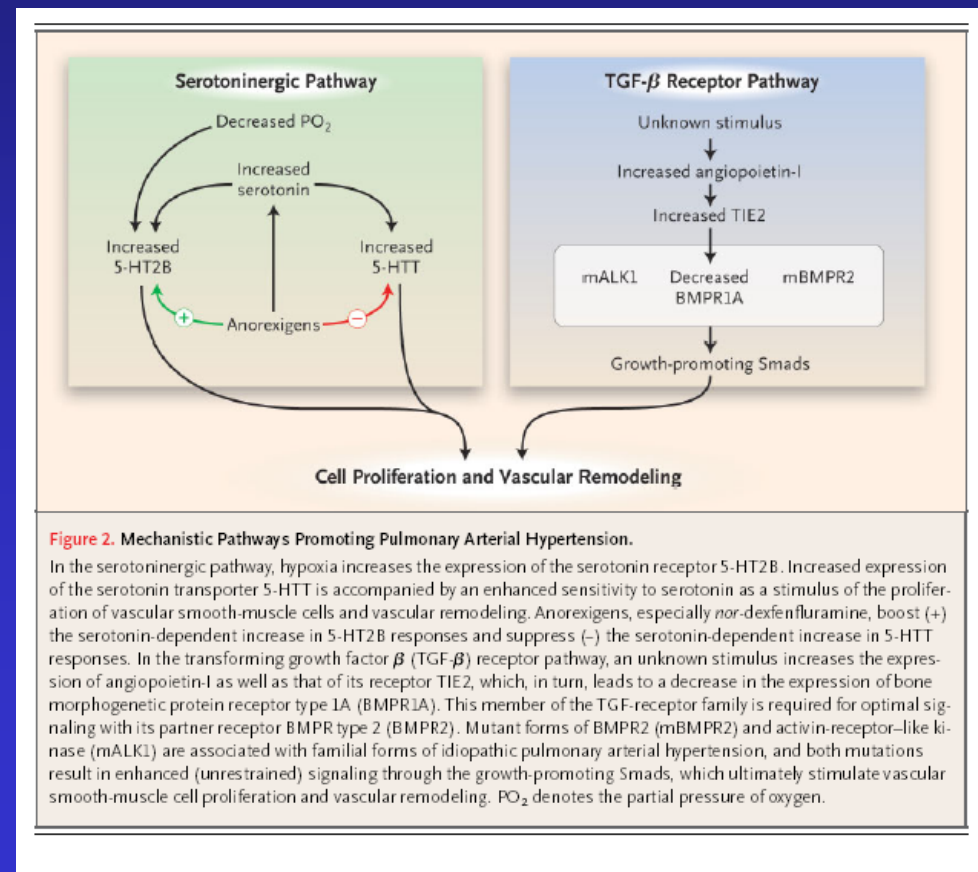 Serotoninergic Pathway
Decreased PO₂
Increased
serotonin
Increased
5-HT2B
Increased
5-HTT
+
Anorexigens
−
TGF-β Receptor Pathway
Unknown stimulus
Increased angiopoietin-I
Increased TIE2
mALK1
Decreased
BMPR1A
mBMPR2
Growth-promoting Smads
Cell Proliferation and Vascular Remodeling
Figure 2. Mechanistic Pathways Promoting Pulmonary Arterial Hypertension.
In the serotoninergic pathway, hypoxia increases the expression of the serotonin receptor 5-HT2B. Increased expression
of the serotonin transporter 5-HTT is accompanied by an enhanced sensitivity to serotonin as a stimulus of the prolifer-
ation of vascular smooth-muscle cells and vascular remodeling. Anorexigens, especially nor-dexfenfluramine, boost (+)
the serotonin-dependent increase in 5-HT2B responses and suppress (–) the serotonin-dependent increase in 5-HTT
responses. In the transforming growth factor β (TGF-β) receptor pathway, an unknown stimulus increases the expres-
sion of angiopoietin-I as well as that of its receptor TIE2, which, in turn, leads to a decrease in the expression of bone
morphogenetic protein receptor type 1A (BMPR1A). This member of the TGF-receptor family is required for optimal sig-
naling with its partner receptor BMPR type 2 (BMPR2). Mutant forms of BMPR2 (mBMPR2) and activin-receptor–like ki-
nase (mALK1) are associated with familial forms of idiopathic pulmonary arterial hypertension, and both mutations
result in enhanced (unrestrained) signaling through the growth-promoting Smads, which ultimately stimulate vascular
smooth-muscle cell proliferation and vascular remodeling. PO₂ denotes the partial pressure of oxygen.